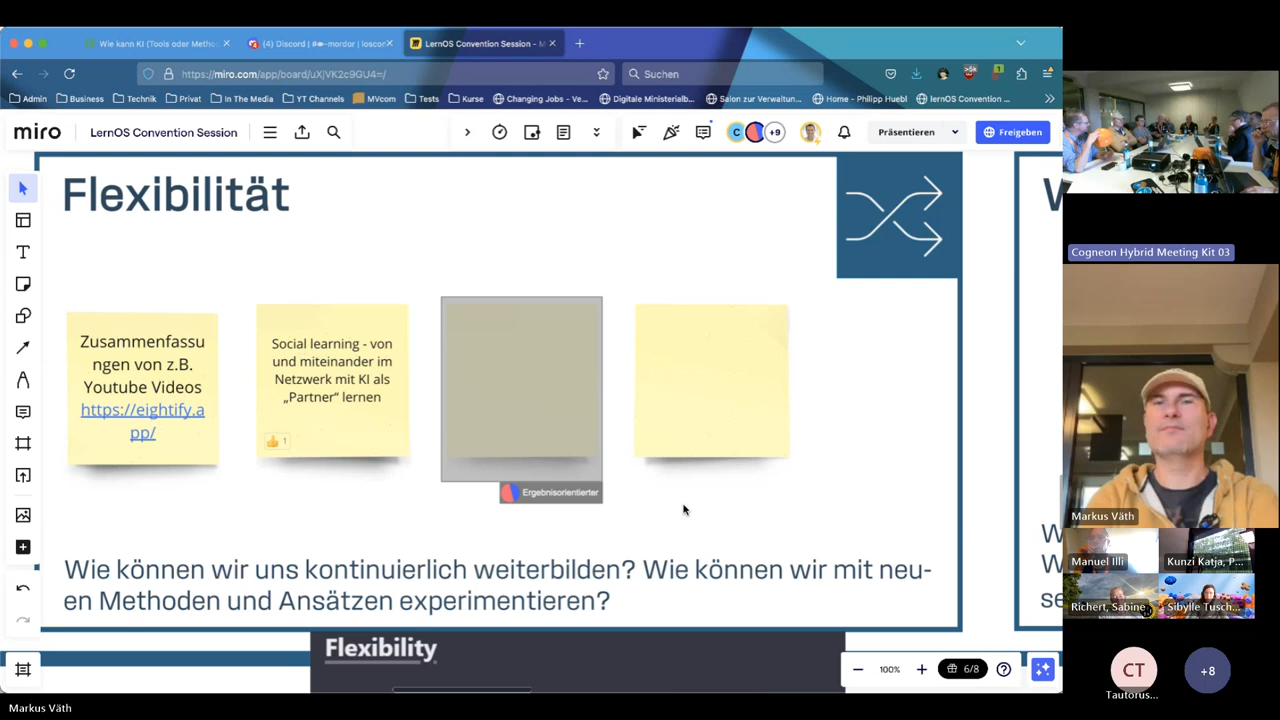 Wie kann KI (Tools oder Metho
(4) Discord | #
LernOS Convention Session - M
https://miro.com/app/board/uXjVK2c9GU4=/
Suchen
Admin Business Technik Privat In The Media YT Channels MVcom Tests Kurse Changing Jobs - Ve... Digitale Ministerialb... Salon zur Verwaltun... Home - Philipp Huebl lernOS Convention ...
miro LernOS Convention Session C +9 Präsentieren Freigeben
Flexibilität
Zusammenfassu
ngen von z.B.
Youtube Videos
https://eightify.a
pp/
Social learning - von
und miteinander im
Netzwerk mit KI als
„Partner“ lernen
1
Ergebnisorientierter
Wie können wir uns kontinuierlich weiterbilden? Wie können wir mit neu-
en Methoden und Ansätzen experimentieren?
Flexibility
100%
6/8
Cogneon Hybrid Meeting Kit 03
Markus Väth
Manuel Illi
Kunzi Katja, P...
Richert, Sabine
Sibylle Tusch...
CT
Tautorus...
+8
Markus Väth